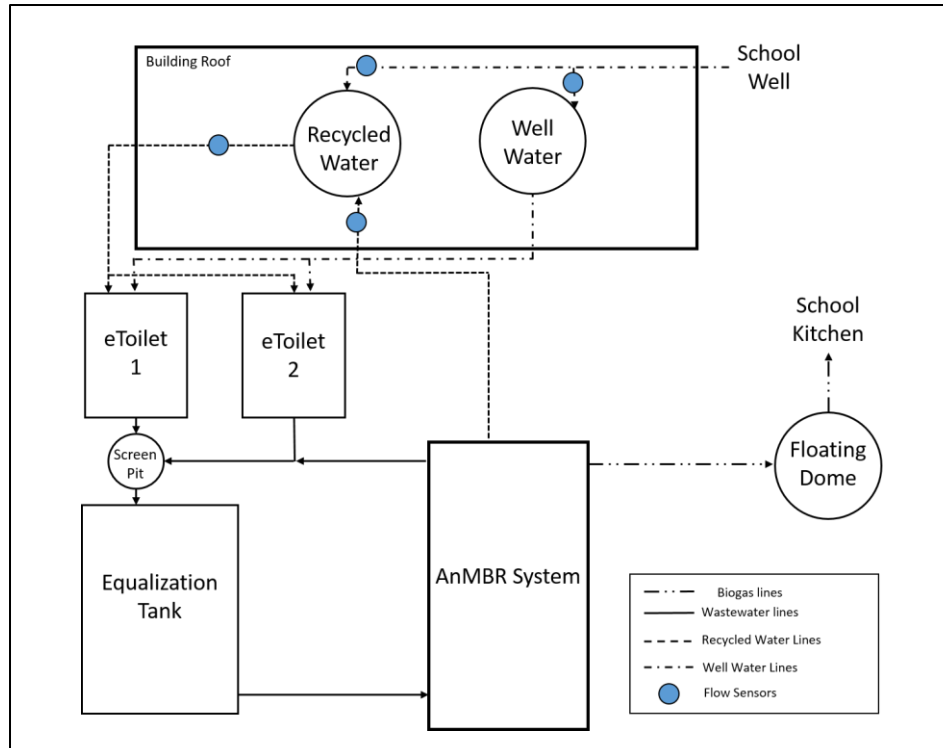 Building Roof
School
Well
Recycled
Water
Well
Water
eToilet
1
eToilet
2
School
Kitchen
Screen
Pit
Floating
Dome
Equalization
Tank
AnMBR System
Biogas lines
Wastewater lines
Recycled Water Lines
Well Water Lines
Flow Sensors